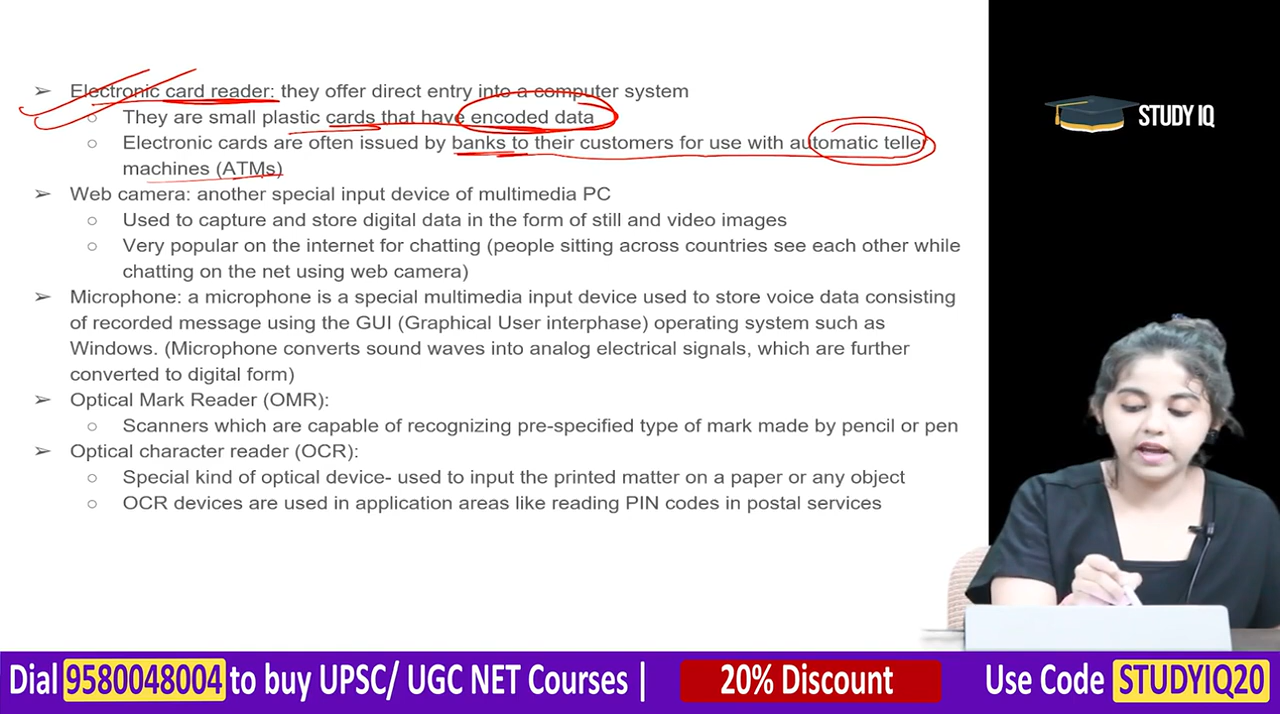 ➢ Electronic card reader: they offer direct entry into a computer system
○ They are small plastic cards that have encoded data
○ Electronic cards are often issued by banks to their customers for use with automatic teller
machines (ATMs)
➢ Web camera: another special input device of multimedia PC
○ Used to capture and store digital data in the form of still and video images
○ Very popular on the internet for chatting (people sitting across countries see each other while
chatting on the net using web camera)
➢ Microphone: a microphone is a special multimedia input device used to store voice data consisting
of recorded message using the GUI (Graphical User interphase) operating system such as
Windows. (Microphone converts sound waves into analog electrical signals, which are further
converted to digital form)
➢ Optical Mark Reader (OMR):
○ Scanners which are capable of recognizing pre-specified type of mark made by pencil or pen
➢ Optical character reader (OCR):
○ Special kind of optical device- used to input the printed matter on a paper or any object
○ OCR devices are used in application areas like reading PIN codes in postal services
STUDY IQ
Dial 9580048004 to buy UPSC/ UGC NET Courses | 20% Discount Use Code STUDYIQ20